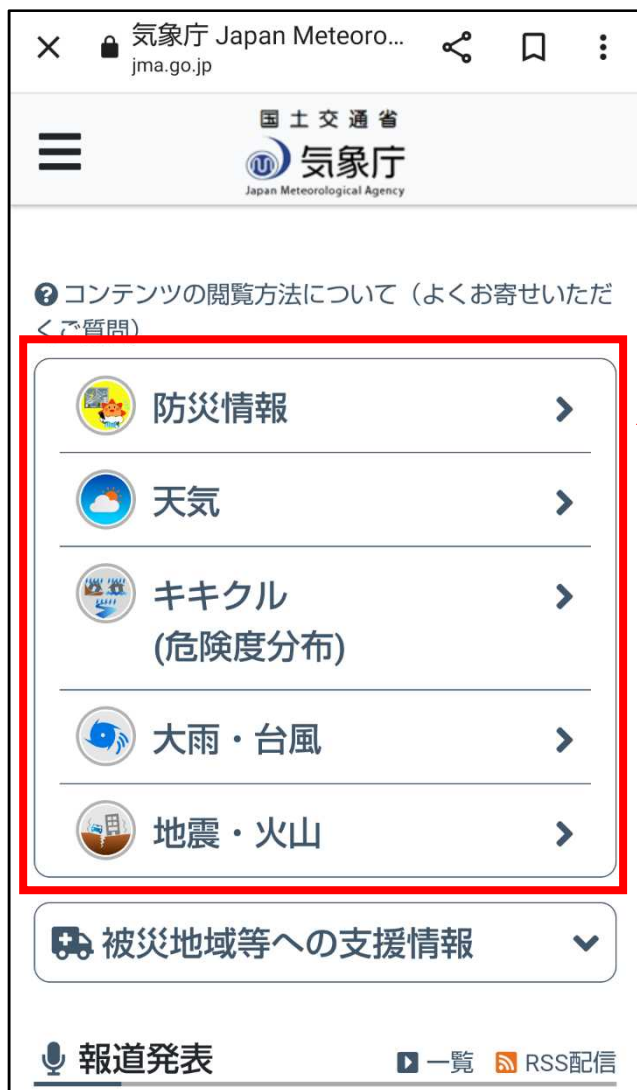 気象庁 Japan Meteoro...
jma.go.jp
国土交通省
気象庁
Japan Meteorological Agency
コンテンツの閲覧方法について（よくお寄せいただ
くご質問）
防災情報
天気
キキクル
(危険度分布)
大雨・台風
地震・火山
被災地域等への支援情報
報道発表 一覧 RSS配信